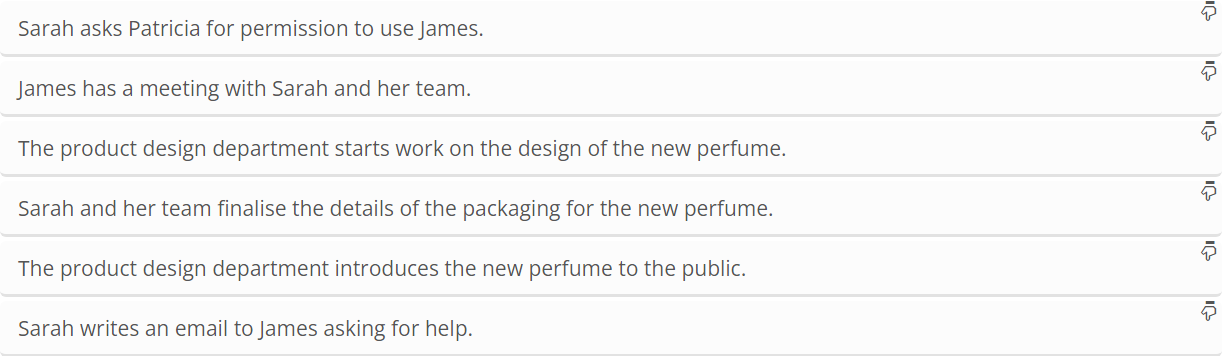 Sarah asks Patricia for permission to use James.
James has a meeting with Sarah and her team.
The product design department starts work on the design of the new perfume.
Sarah and her team finalise the details of the packaging for the new perfume.
The product design department introduces the new perfume to the public.
Sarah writes an email to James asking for help.